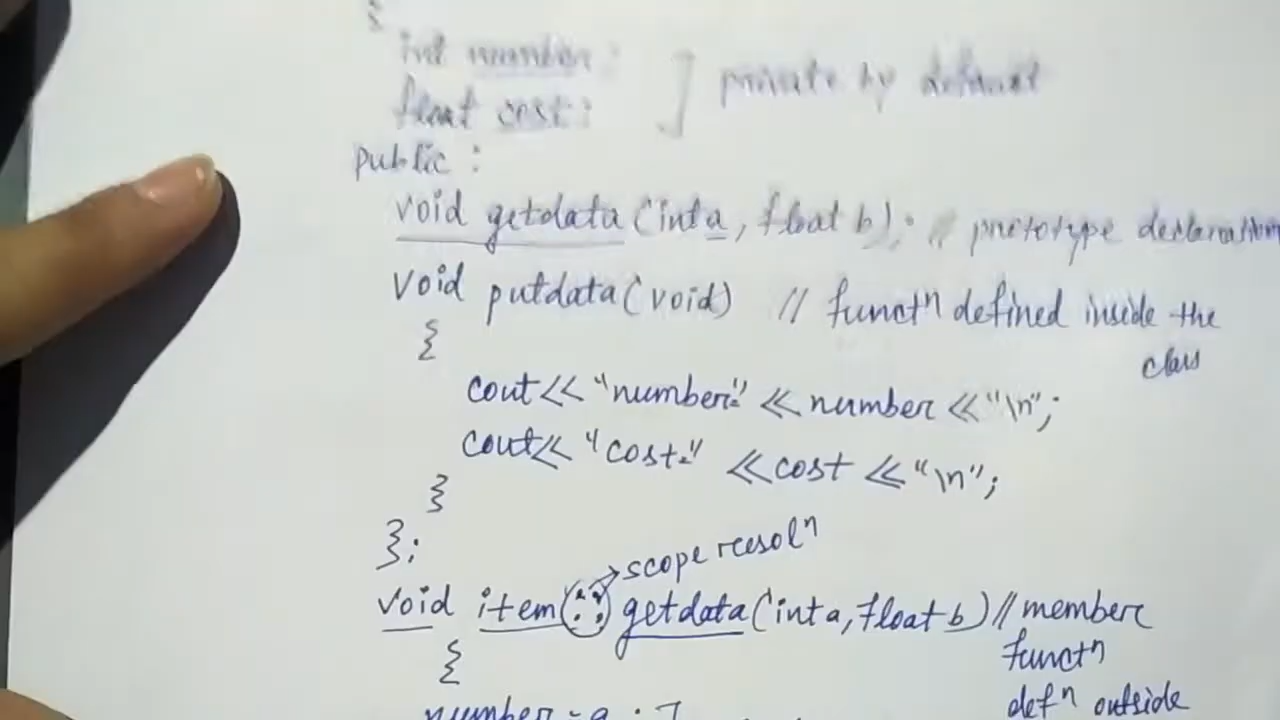 {
int number;
float cost; ] private by default
public :
void getdata (int a, float b); // prototype declaration
void putdata (void) // functn defined inside the
class
{
cout<< "number=" << number << "\n";
cout<< "cost=" << cost << "\n";
}
};
scope resoln
void item :: getdata (int a, float b) // member
functn
{
defn outside
number = a ;